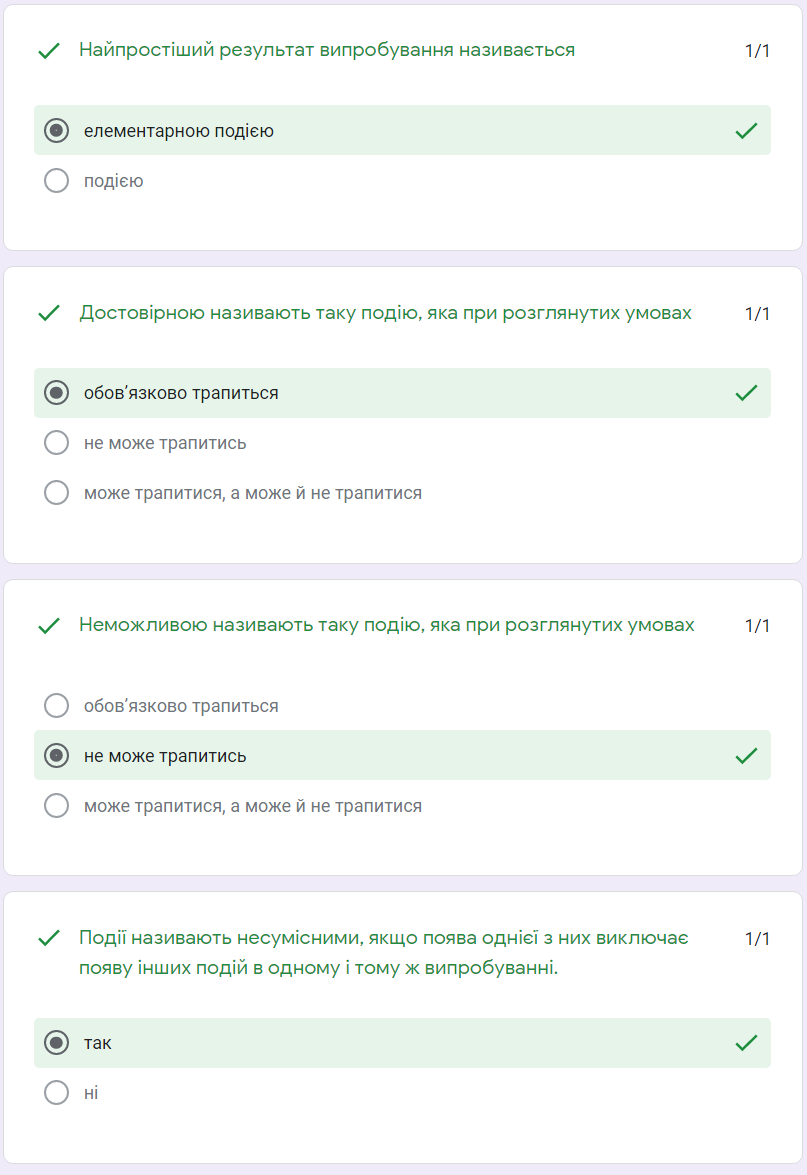 Найпростіший результат випробування називається
1/1
елементарною подією
подією
Достовірною називають таку подію, яка при розглянутих умовах
1/1
обов’язково трапиться
не може трапитись
може трапитися, а може й не трапитися
Неможливою називають таку подію, яка при розглянутих умовах
1/1
обов’язково трапиться
не може трапитись
може трапитися, а може й не трапитися
Події називають несумісними, якщо поява однієї з них виключає
1/1
появу інших подій в одному і тому ж випробуванні.
так
ні